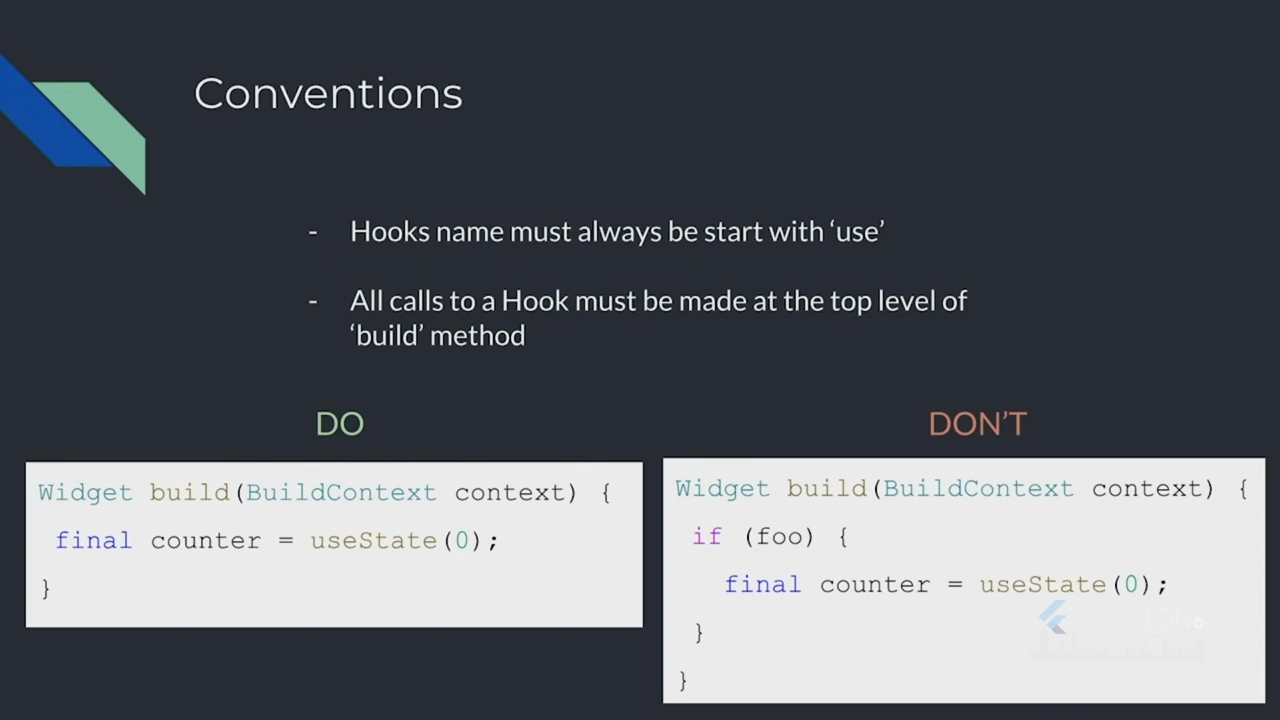 Conventions
- Hooks name must always be start with ‘use’
- All calls to a Hook must be made at the top level of
‘build’ method
DO
Widget build(BuildContext context) {
final counter = useState(0);
}
DON’T
Widget build(BuildContext context) {
if (foo) {
final counter = useState(0);
}
}
LDN